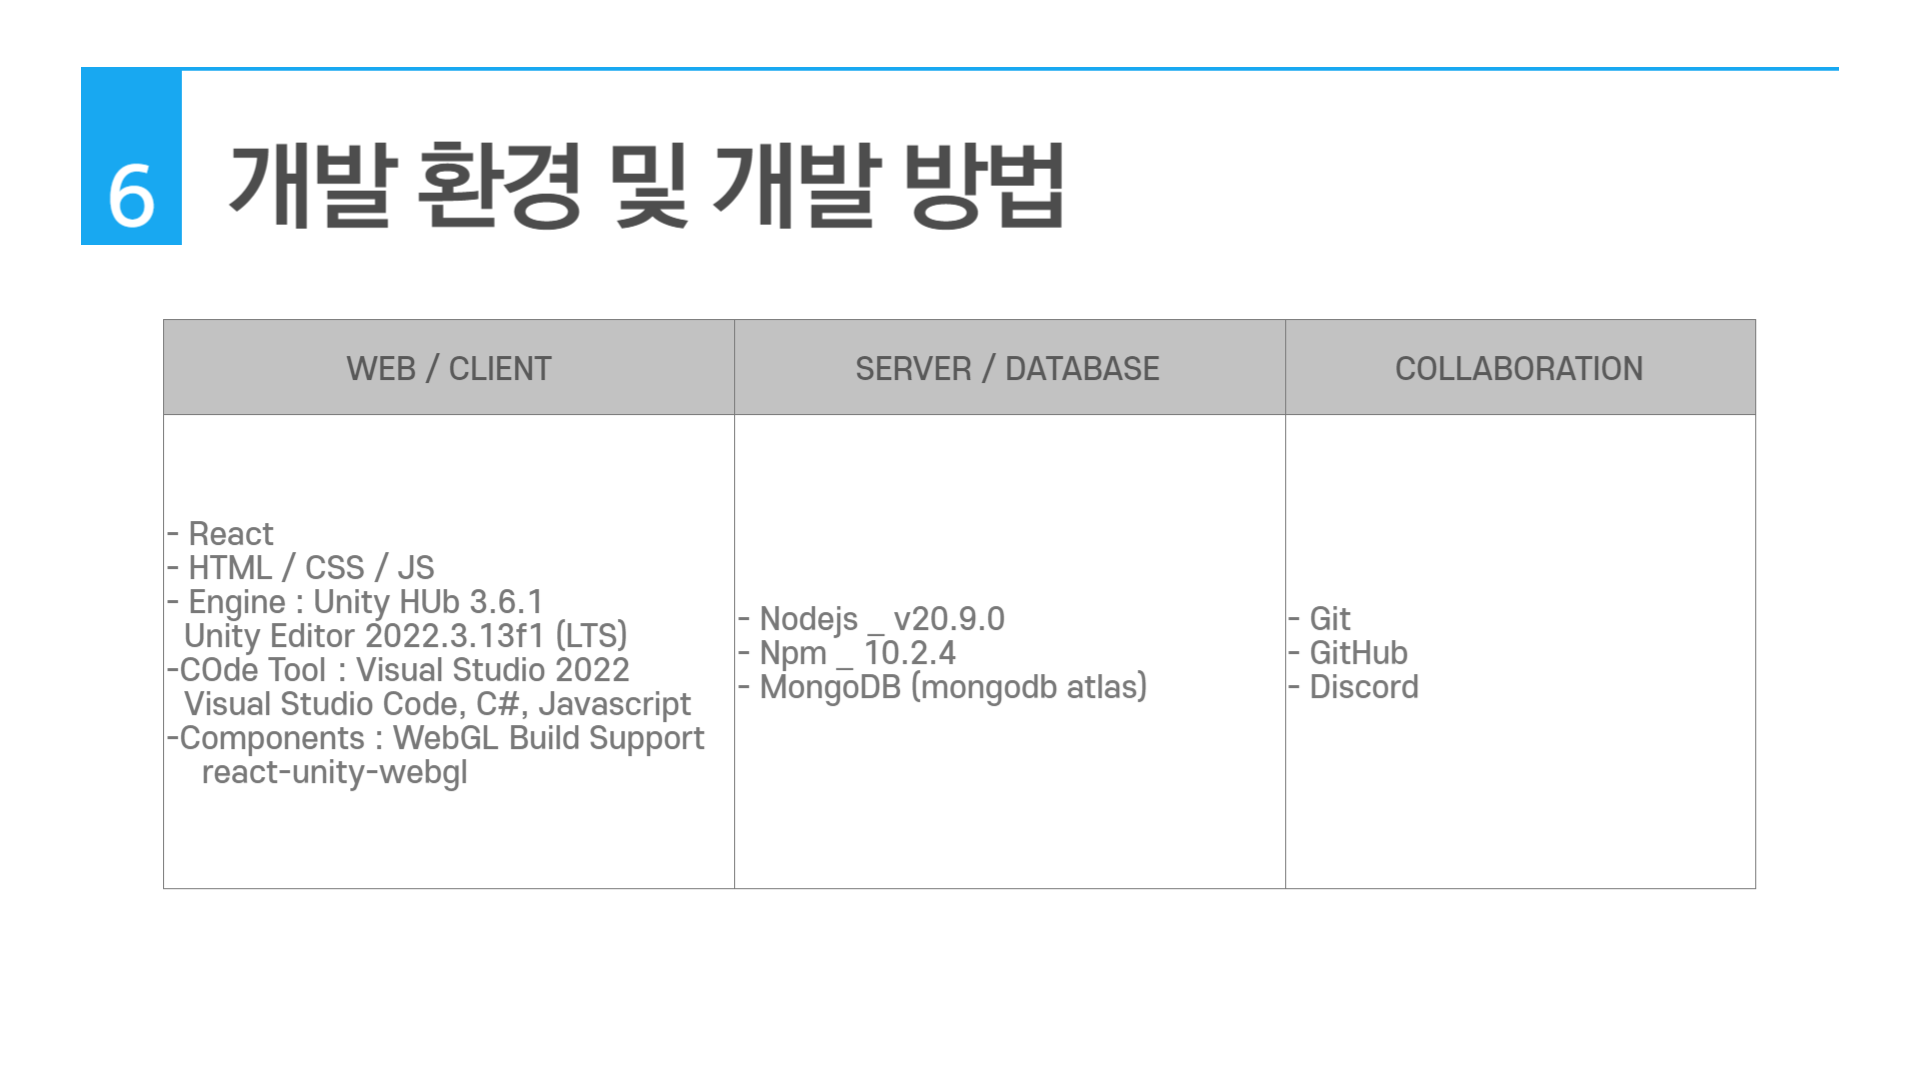 6
개발 환경 및 개발 방법
WEB / CLIENT
SERVER / DATABASE
COLLABORATION
- React
- HTML / CSS / JS
- Engine : Unity HUb 3.6.1
Unity Editor 2022.3.13f1 (LTS)
-COde Tool : Visual Studio 2022
Visual Studio Code, C#, Javascript
-Components : WebGL Build Support
react-unity-webgl
- Nodejs _ v20.9.0
- Npm _ 10.2.4
- MongoDB (mongodb atlas)
- Git
- GitHub
- Discord